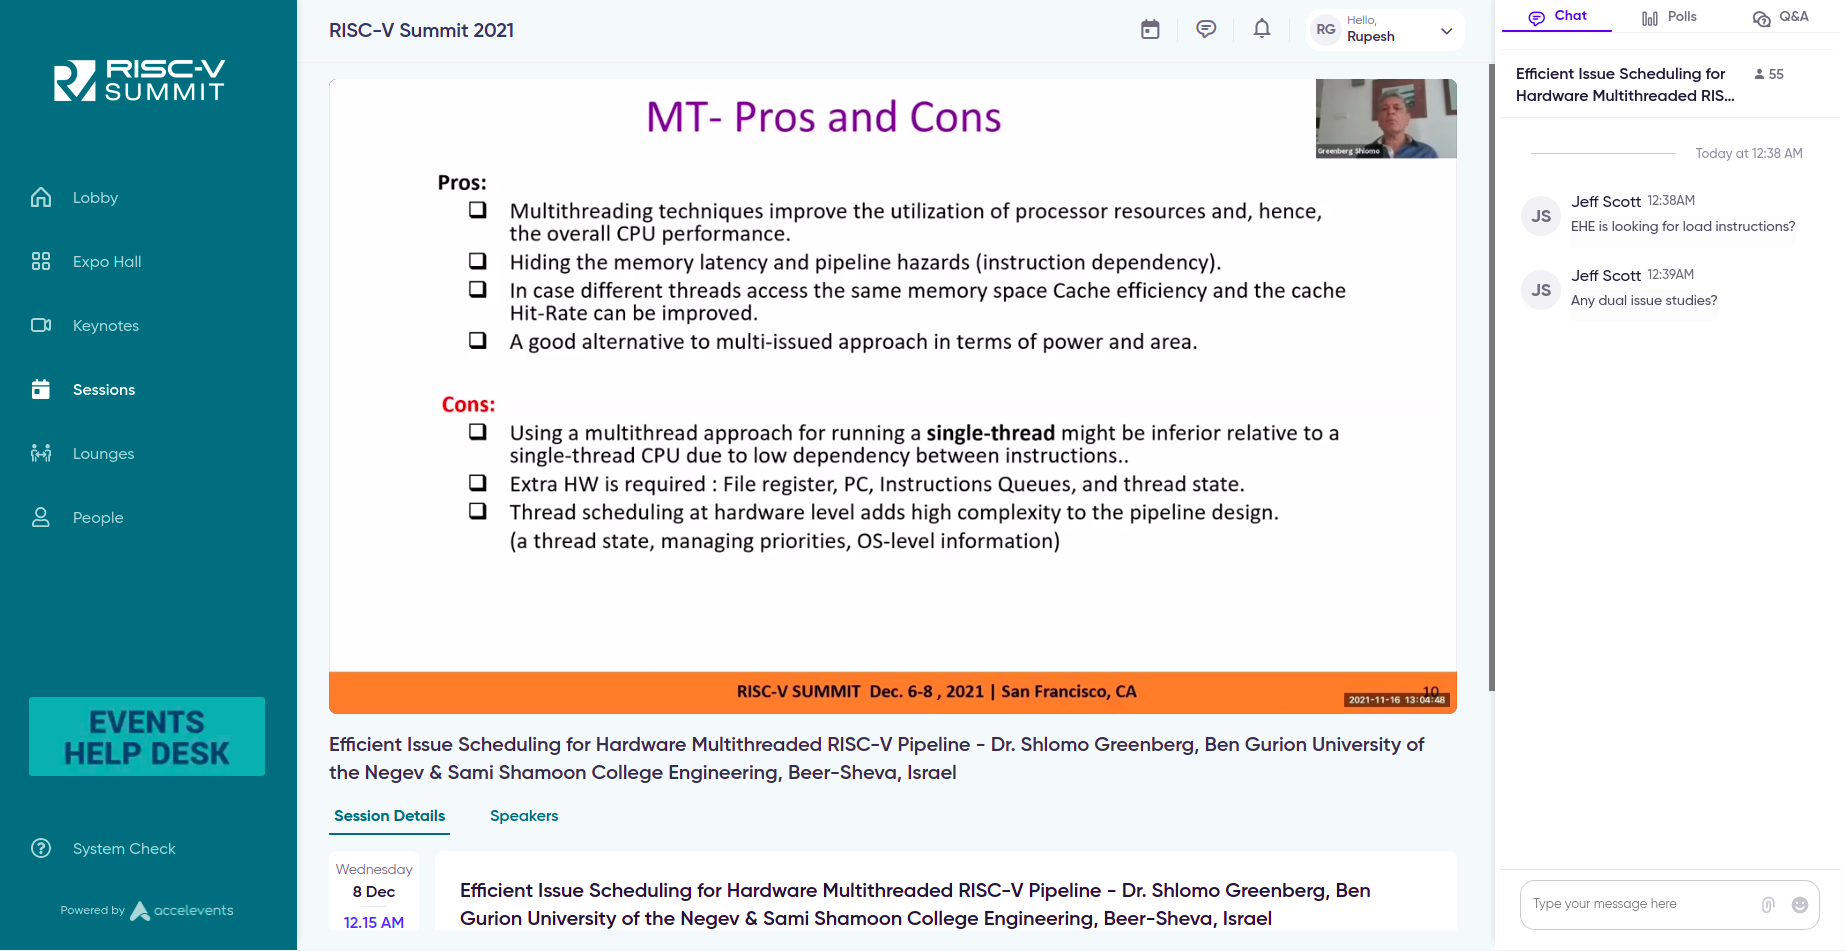 RISC-V
SUMMIT
Lobby
Expo Hall
Keynotes
Sessions
Lounges
People
EVENTS
HELP DESK
System Check
Powered by accelevents
RISC-V Summit 2021
RG
Hello,
Rupesh
MT- Pros and Cons
Greenberg Shlomo
Pros:
Multithreading techniques improve the utilization of processor resources and, hence,
the overall CPU performance.
Hiding the memory latency and pipeline hazards (instruction dependency).
In case different threads access the same memory space Cache efficiency and the cache
Hit-Rate can be improved.
A good alternative to multi-issued approach in terms of power and area.
Cons:
Using a multithread approach for running a single-thread might be inferior relative to a
single-thread CPU due to low dependency between instructions..
Extra HW is required : File register, PC, Instructions Queues, and thread state.
Thread scheduling at hardware level adds high complexity to the pipeline design.
(a thread state, managing priorities, OS-level information)
RISC-V SUMMIT Dec. 6-8 , 2021 | San Francisco, CA
10
2021-11-16 13:04:48
Efficient Issue Scheduling for Hardware Multithreaded RISC-V Pipeline - Dr. Shlomo Greenberg, Ben Gurion University of
the Negev & Sami Shamoon College Engineering, Beer-Sheva, Israel
Session Details
Speakers
Wednesday
8 Dec
12.15 AM
Efficient Issue Scheduling for Hardware Multithreaded RISC-V Pipeline - Dr. Shlomo Greenberg, Ben
Gurion University of the Negev & Sami Shamoon College Engineering, Beer-Sheva, Israel
Chat
Polls
Q&A
Efficient Issue Scheduling for
Hardware Multithreaded RIS...
55
Today at 12:38 AM
JS
Jeff Scott 12:38AM
EHE is looking for load instructions?
JS
Jeff Scott 12:39AM
Any dual issue studies?
Type your message here